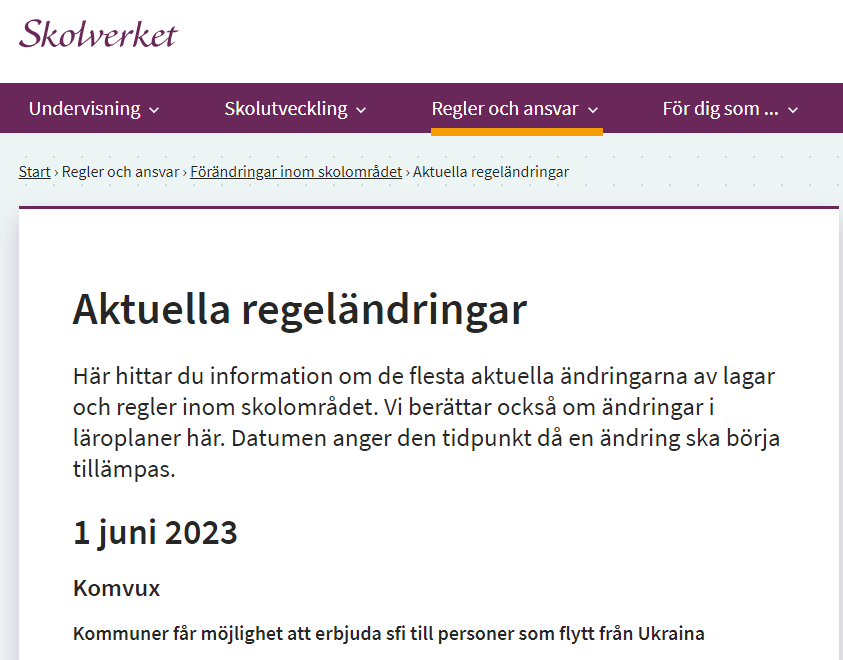 Skolverket
Undervisning
Skolutveckling
Regler och ansvar
För dig som ...
Start › Regler och ansvar › Förändringar inom skolområdet › Aktuella regeländringar
Aktuella regeländringar
Här hittar du information om de flesta aktuella ändringarna av lagar
och regler inom skolområdet. Vi berättar också om ändringar i
läroplaner här. Datumen anger den tidpunkt då en ändring ska börja
tillämpas.
1 juni 2023
Komvux
Kommuner får möjlighet att erbjuda sfi till personer som flytt från Ukraina